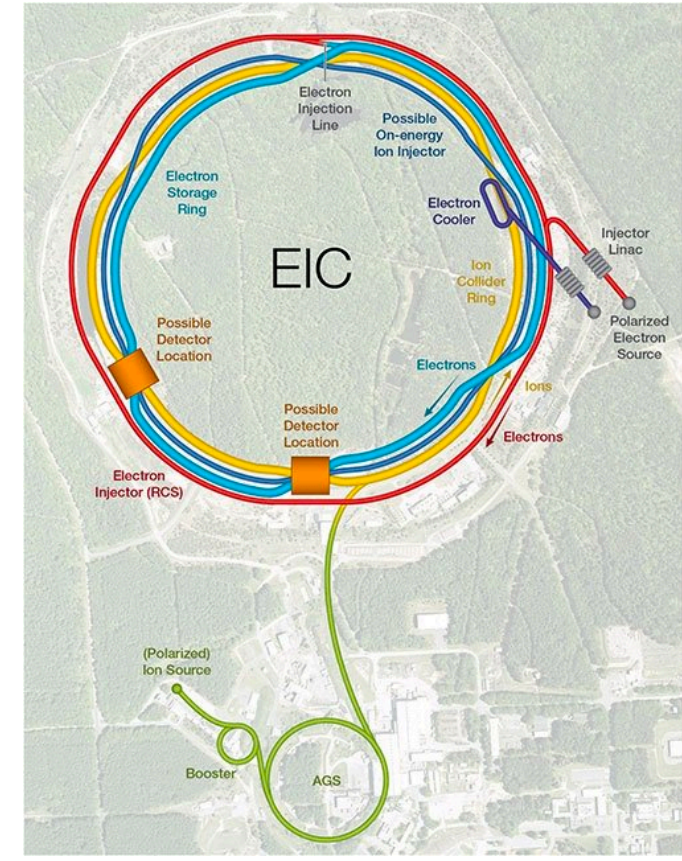 Electron
Injection
Line
Possible
On-energy
Ion Injector
Electron
Storage
Ring
Electron
Cooler
Injector
Linac
EIC
Ion
Collider
Ring
Polarized
Electron
Source
Possible
Detector
Location
Electrons
Ions
Possible
Detector
Location
Electrons
Electron
Injector (RCS)
(Polarized)
Ion Source
Booster
AGS